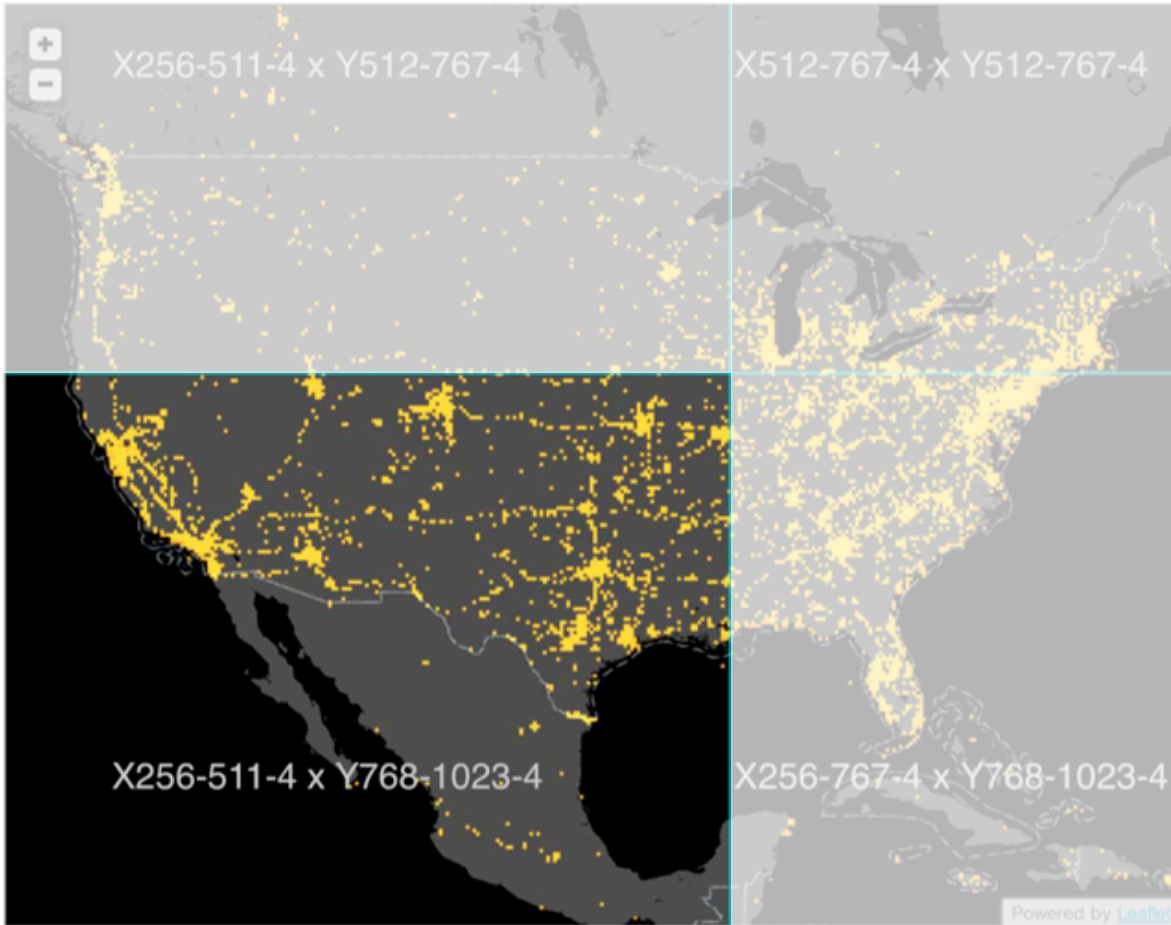 +
−
X256-511-4 x Y512-767-4
X512-767-4 x Y512-767-4
X256-511-4 x Y768-1023-4
X256-767-4 x Y768-1023-4
Powered by Leaflet